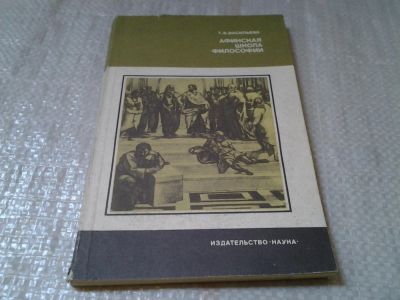 Т.В. ВАСИЛЬЕВА
АФИНСКАЯ
ШКОЛА
ФИЛОСОФИИ
ИЗДАТЕЛЬСТВО «НАУКА»